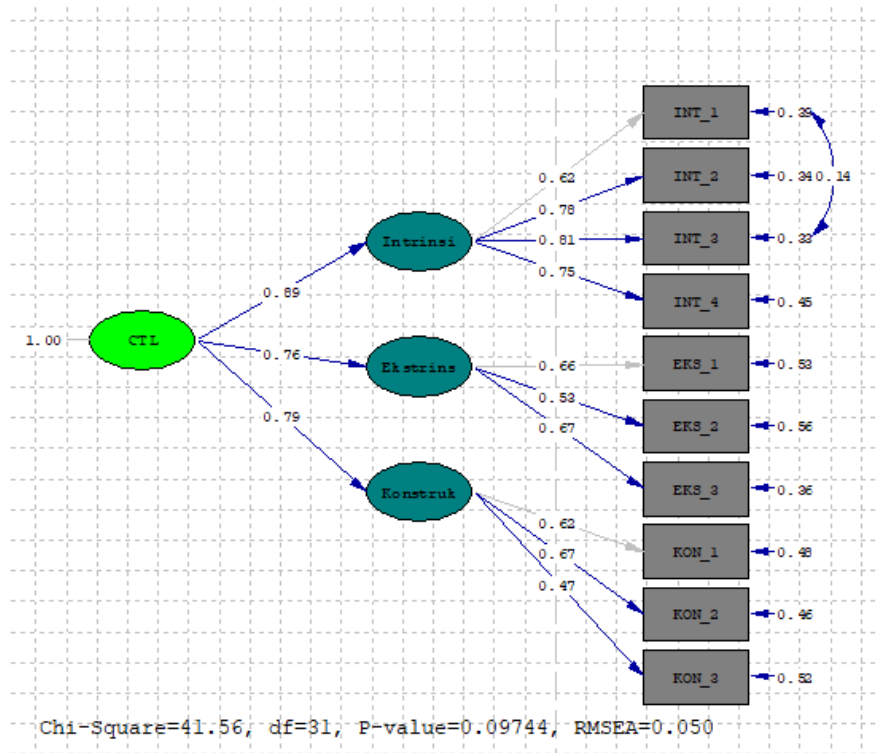 INT_1
0.39
0.62
INT_2
0.34
0.14
0.78
Intrinsi
0.81
INT_3
0.33
0.75
0.89
INT_4
0.45
1.00
CTL
0.76
Ekstrins
0.66
EKS_1
0.53
0.53
EKS_2
0.56
0.79
0.67
EKS_3
0.36
Konstruk
0.62
KON_1
0.48
0.67
0.47
KON_2
0.46
KON_3
0.52
Chi-Square=41.56, df=31, P-value=0.09744, RMSEA=0.050